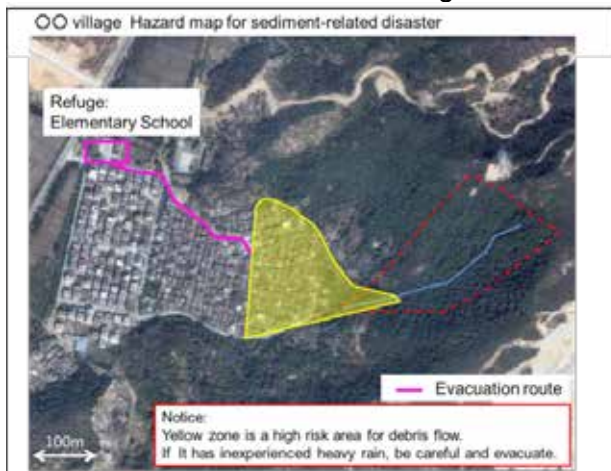 ○○ village Hazard map for sediment-related disaster
Refuge:
Elementary School
Evacuation route
Notice:
Yellow zone is a high risk area for debris flow.
If It has inexperienced heavy rain, be careful and evacuate.
100m